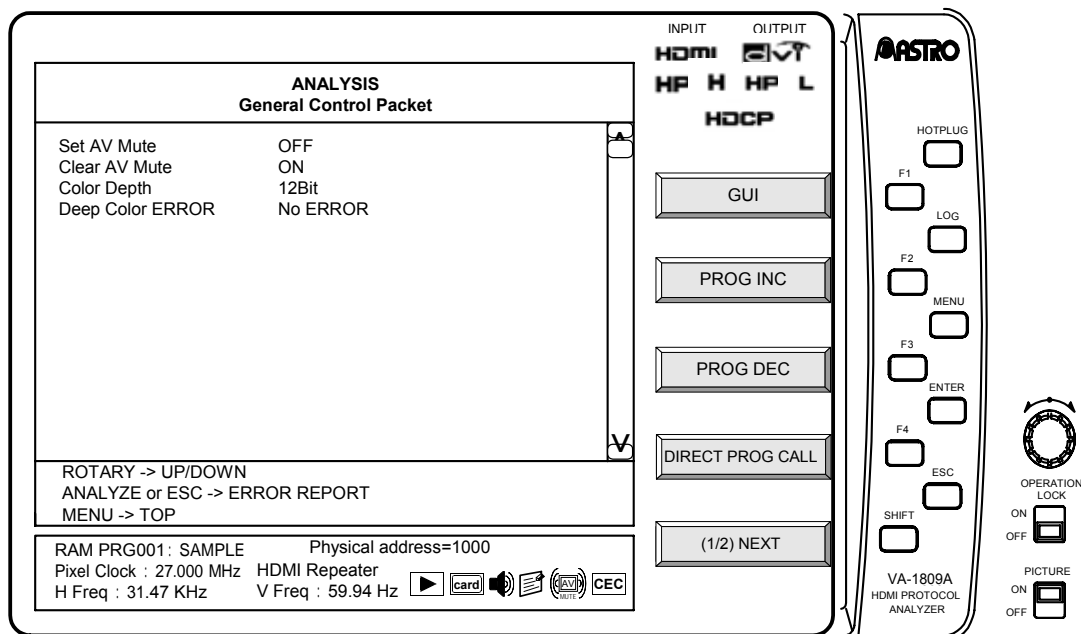 ANALYSIS
General Control Packet
Set AV Mute OFF
Clear AV Mute ON
Color Depth 12Bit
Deep Color ERROR No ERROR
ROTARY -> UP/DOWN
ANALYZE or ESC -> ERROR REPORT
MENU -> TOP
RAM PRG001: SAMPLE Physical address=1000
Pixel Clock : 27.000 MHz HDMI Repeater
H Freq : 31.47 KHz V Freq : 59.94 Hz
card
AV
MUTE
CEC
INPUT OUTPUT
HDMI DVI
HP H HP L
HDCP
GUI
PROG INC
PROG DEC
DIRECT PROG CALL
(1/2) NEXT
ASTRO
HOTPLUG
F1
LOG
F2
MENU
F3
ENTER
F4
ESC
SHIFT
VA-1809A
HDMI PROTOCOL
ANALYZER
OPERATION
LOCK
ON
OFF
PICTURE
ON
OFF